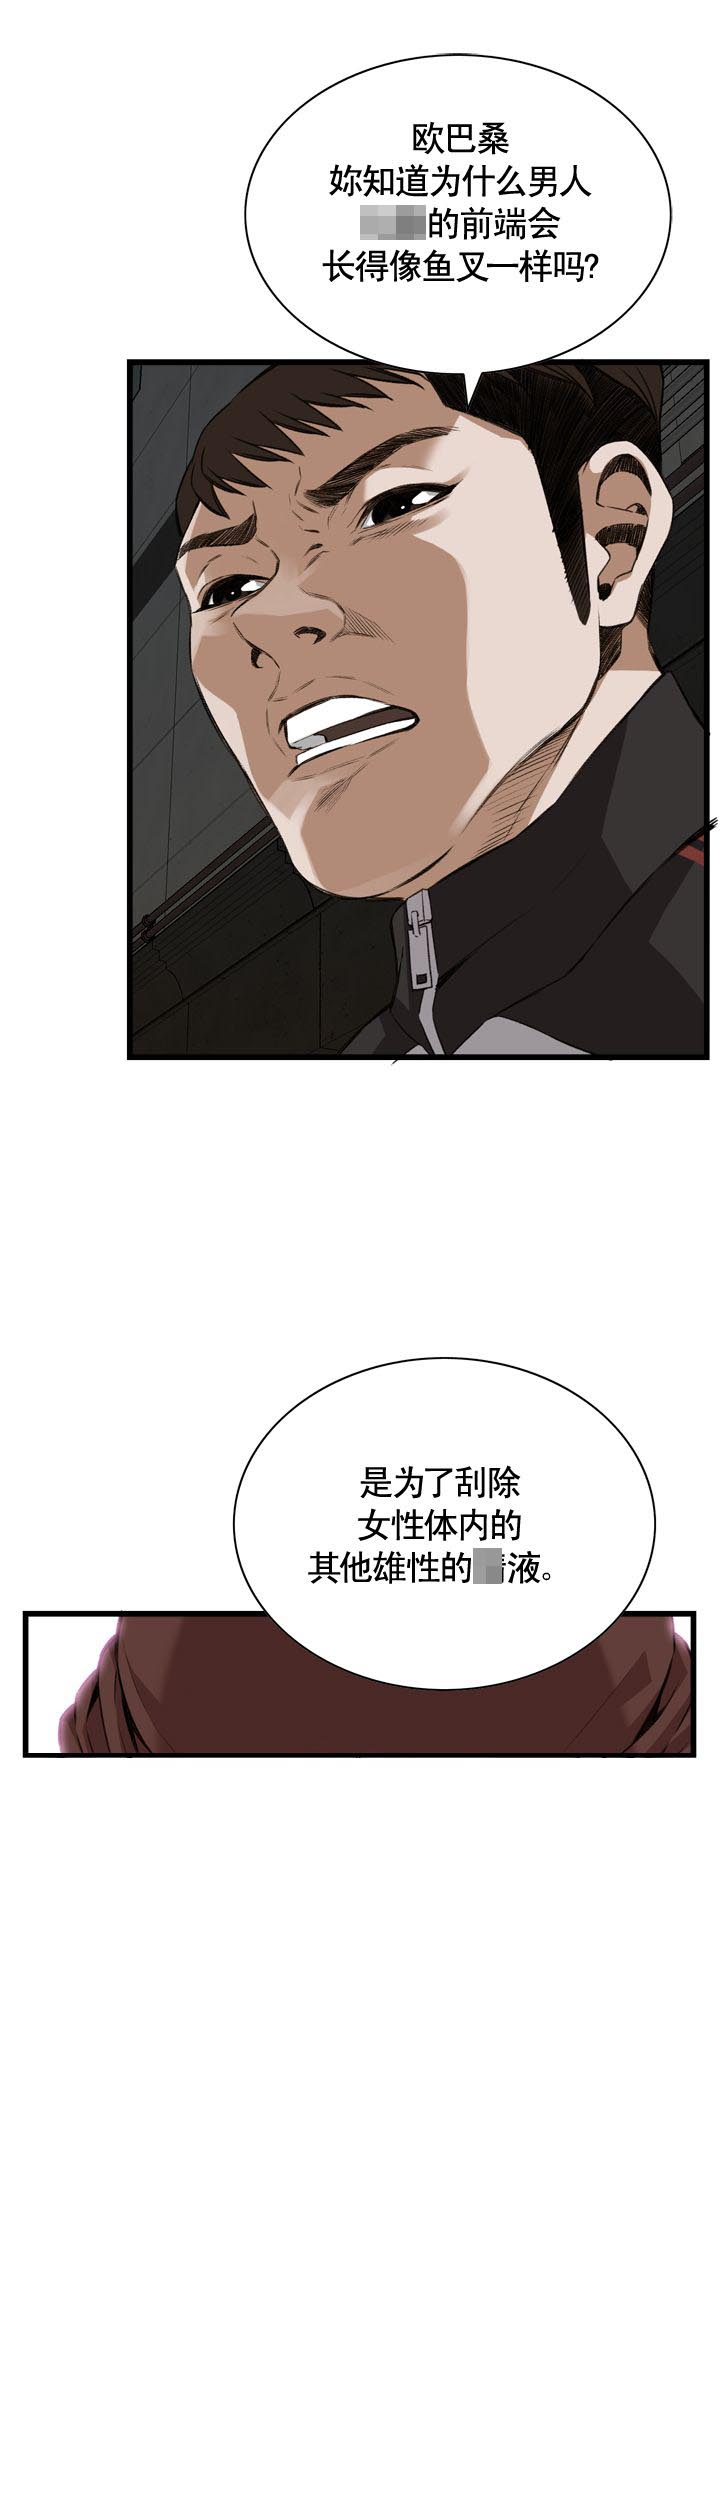 欧巴桑
妳知道为什么男人
的前端会
长得像鱼叉一样吗?
是为了刮除
女性体内的
其他雄性的液。